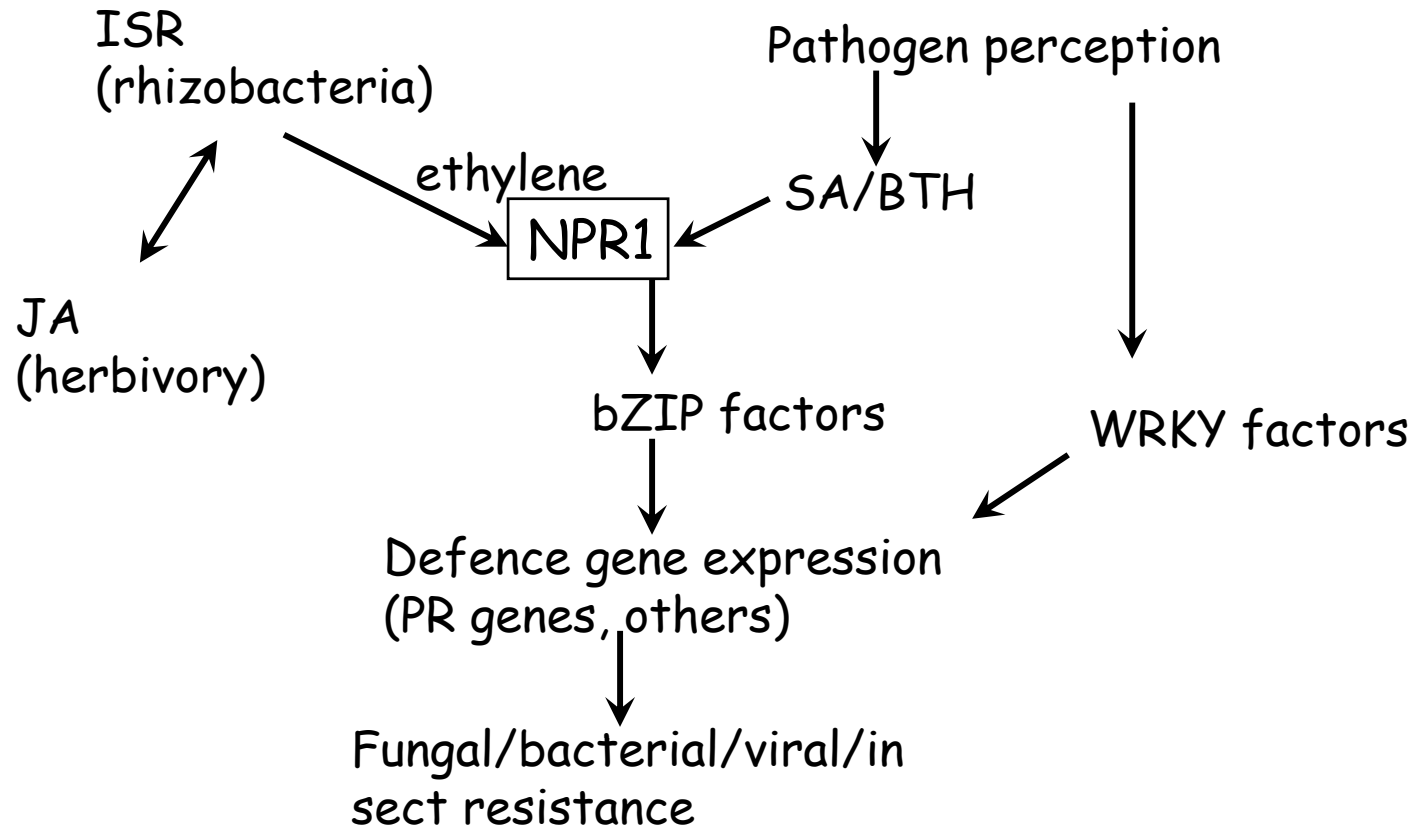 ISR
(rhizobacteria)
Pathogen perception
ethylene
SA/BTH
NPR1
JA
(herbivory)
bZIP factors
WRKY factors
Defence gene expression
(PR genes, others)
Fungal/bacterial/viral/in
sect resistance